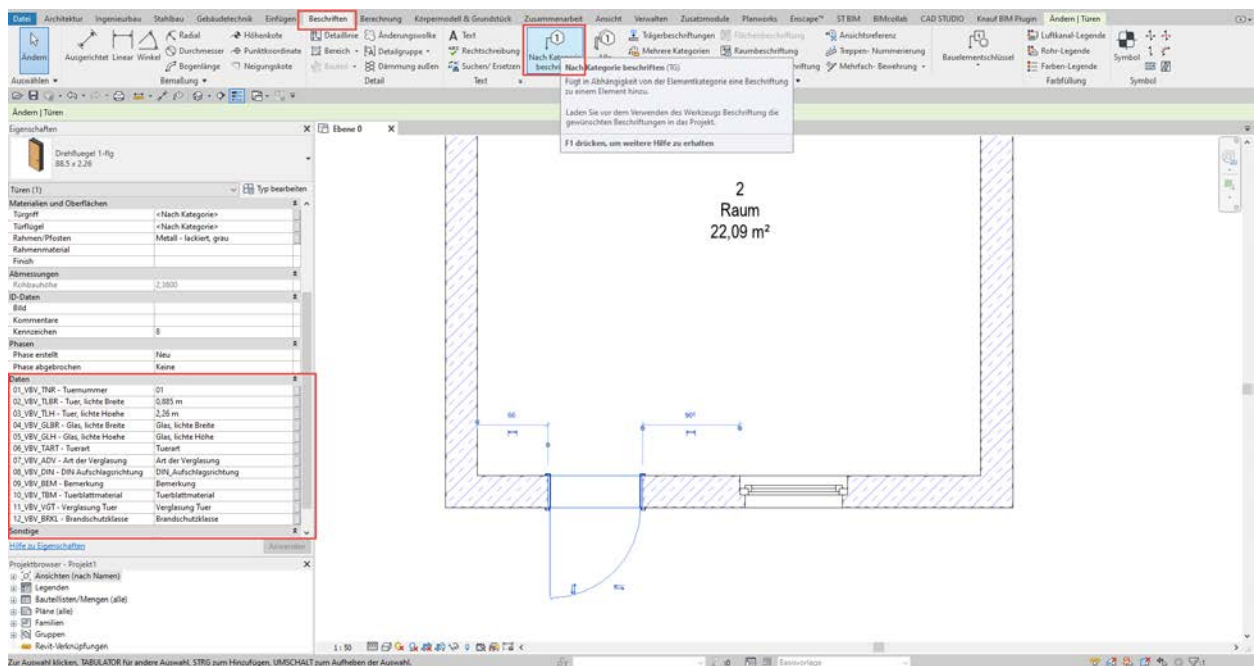 Datei Architektur Ingenieurbau Stahlbau Gebäudetechnik Einfügen Beschriften Berechnung Körpermodell & Grundstück Zusammenarbeit Ansicht Verwalten Zusatzmodule Planworks Enscape™ ST BIM BIMcollab CAD STUDIO Knauf BIM Plugin Ändern | Türen
Radial Höhenkote Detaillinie Änderungswolke Text Trägerbeschriftungen Ansichtsreferenz Luftkanal-Legende
Ändern Ausgerichtet Linear Winkel Durchmesser Punktkoordinate Bereich Detailgruppe Rechtschreibung Mehrere Kategorien Raumbeschriftung Treppen- Nummerierung Bauelementschlüssel Rohr-Legende Symbol
Bogenlänge Neigungskote Dämmung außen Suchen/ Ersetzen Mehrfach- Bewehrung Farben-Legende
Auswählen Bemaßung Detail Text Farbfüllung Symbol
Nach Kategorie beschriften (TG)
Fügt in Abhängigkeit von der Elementkategorie eine Beschriftung
zu einem Element hinzu.
Laden Sie vor dem Verwenden des Werkzeugs Beschriftung die
gewünschten Beschriftungen in das Projekt.
F1 drücken, um weitere Hilfe zu erhalten
Ändern | Türen
Eigenschaften X Ebene 0 X
Drehfluegel 1-flg
88.5 x 2.26
Türen (1) Typ bearbeiten
Materialien und Oberflächen
Türgriff <Nach Kategorie>
Türflügel <Nach Kategorie>
Rahmen/Pfosten Metall - lackiert, grau
Rahmenmaterial
Finish
Abmessungen
Rohbauhöhe 2,3800
ID-Daten
Bild
Kommentare
Kennzeichen 8
Phasen
Phase erstellt Neu
Phase abgebrochen Keine
Daten
01_VBV_TNR - Tuernummer 01
02_VBV_TLBR - Tuer, lichte Breite 0,885 m
03_VBV_TLH - Tuer, lichte Hoehe 2,26 m
04_VBV_GLBR - Glas, lichte Breite Glas, lichte Breite
05_VBV_GLH - Glas, lichte Hoehe Glas, lichte Höhe
06_VBV_TART - Tuerart Tuerart
07_VBV_ADV - Art der Verglasung Art der Verglasung
08_VBV_DIN - DIN Aufschlagsrichtung DIN_Aufschlagsrichtung
09_VBV_BEM - Bemerkung Bemerkung
10_VBV_TBM - Tuerblattmaterial Tuerblattmaterial
11_VBV_VGT - Verglasung Tuer Verglasung Tuer
12_VBV_BRKL - Brandschutzklasse Brandschutzklasse
Sonstige
Hilfe zu Eigenschaften Anwenden
2
Raum
22,09 m²
Projektbrowser - Projekt1 X
Ansichten (nach Namen)
Legenden
Bauteillisten/Mengen (alle)
Pläne (alle)
Familien
Gruppen
Revit-Verknüpfungen
1 : 50
Zur Auswahl klicken, TABULATOR für andere Auswahl, STRG zum Hinzufügen, UMSCHALT zum Aufheben der Auswahl.